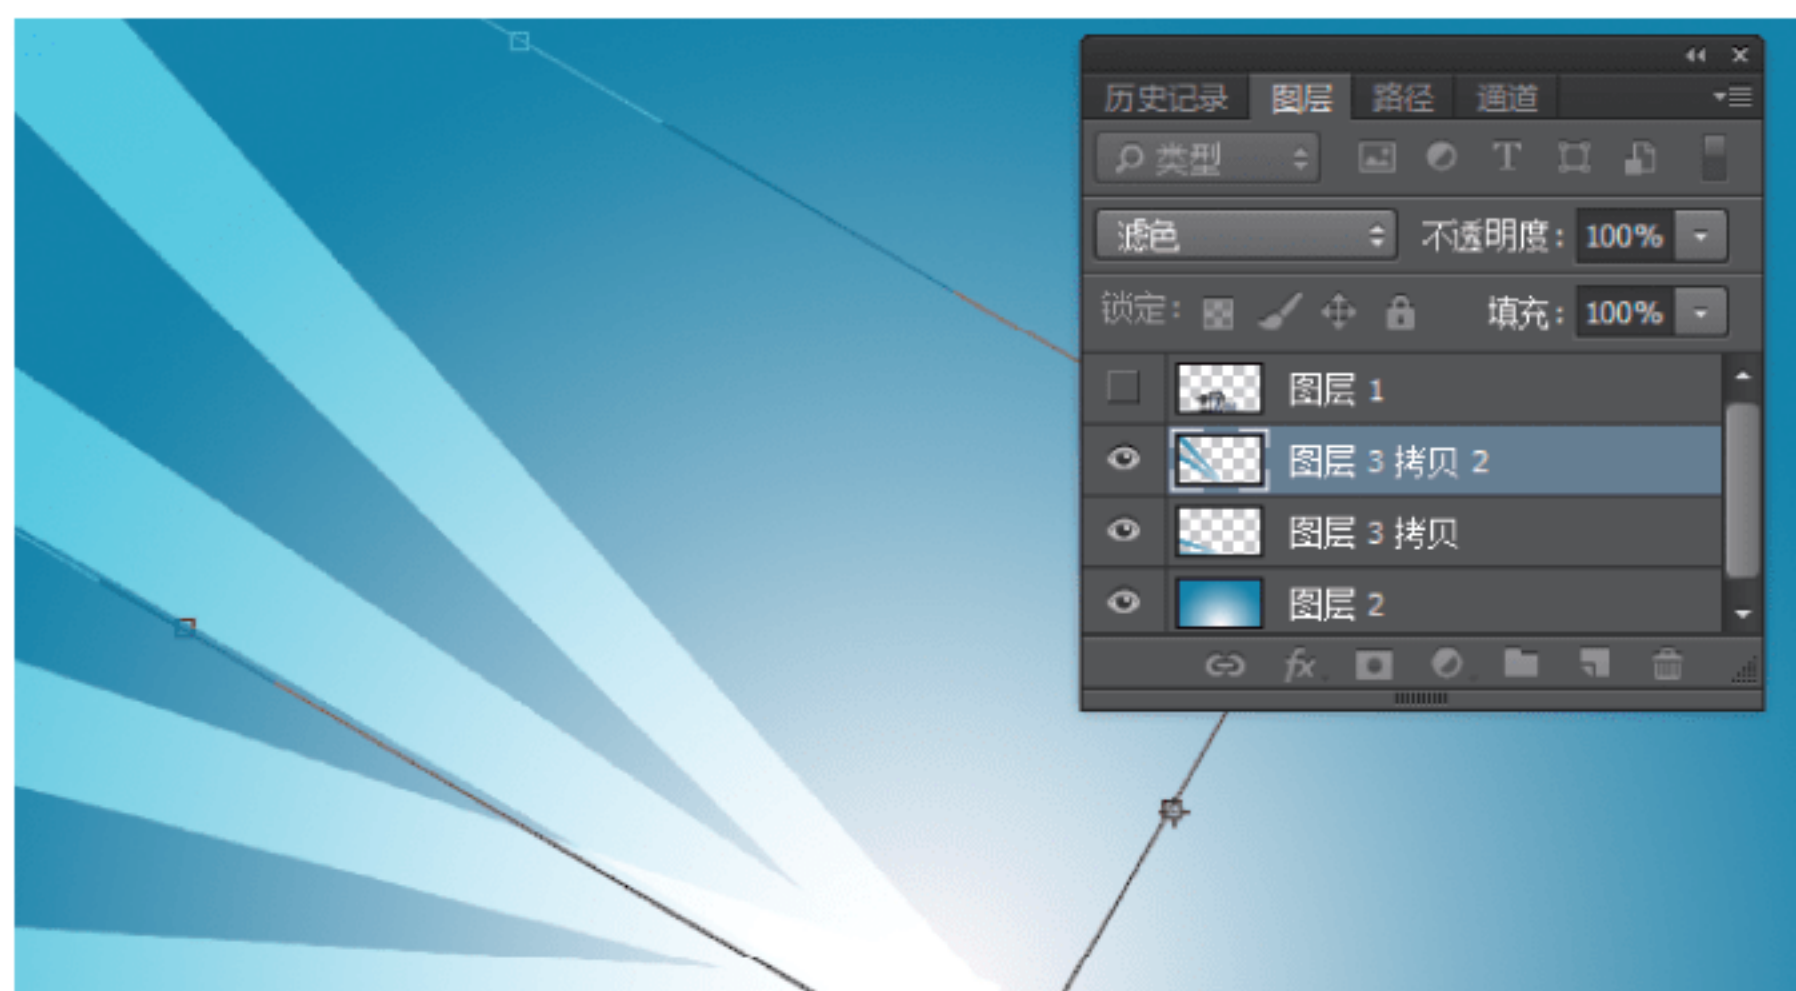 历史记录 图层 路径 通道
类型 T
滤色 不透明度: 100%
锁定: 填充: 100%
图层 1
图层 3 拷贝 2
图层 3 拷贝
图层 2
fx